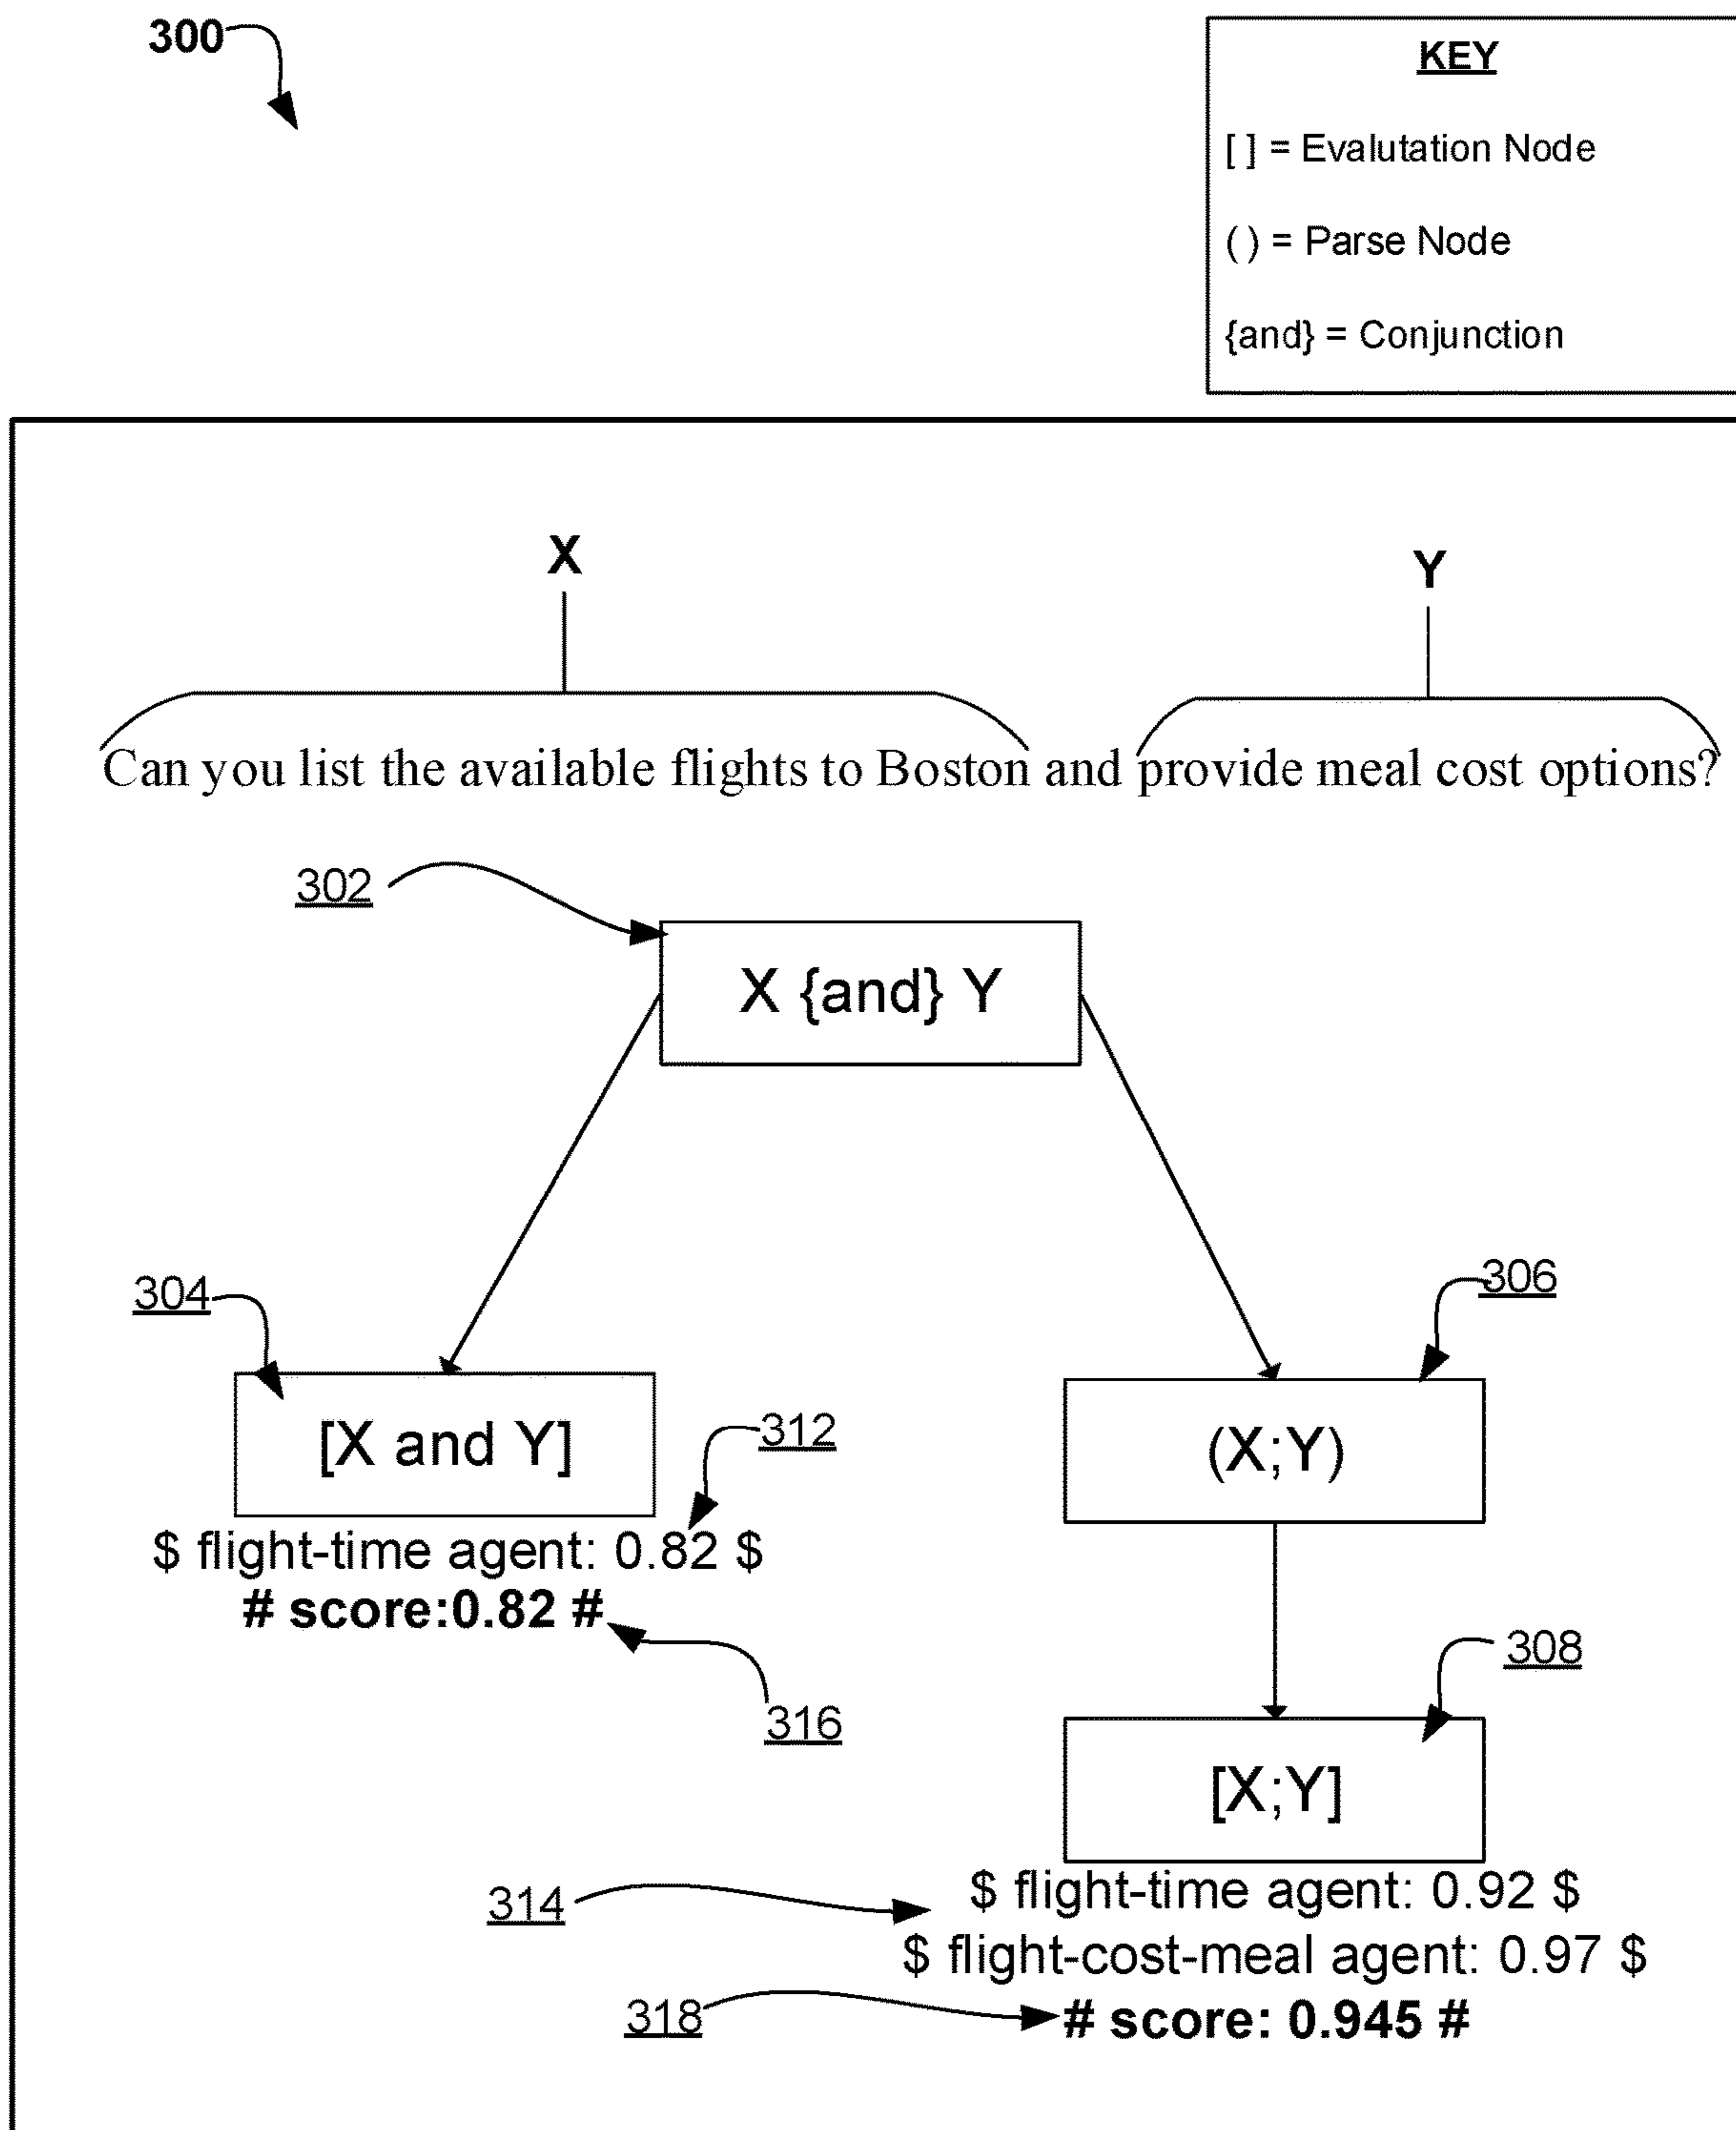 300
KEY
[ ] = Evalutation Node
( ) = Parse Node
{and} = Conjunction
X
Y
Can you list the available flights to Boston and provide meal cost options?
302
X {and} Y
304
306
[X and Y]
312
(X;Y)
$ flight-time agent: 0.82 $
# score:0.82 #
308
316
[X;Y]
314
$ flight-time agent: 0.92 $
$ flight-cost-meal agent: 0.97 $
318
# score: 0.945 #